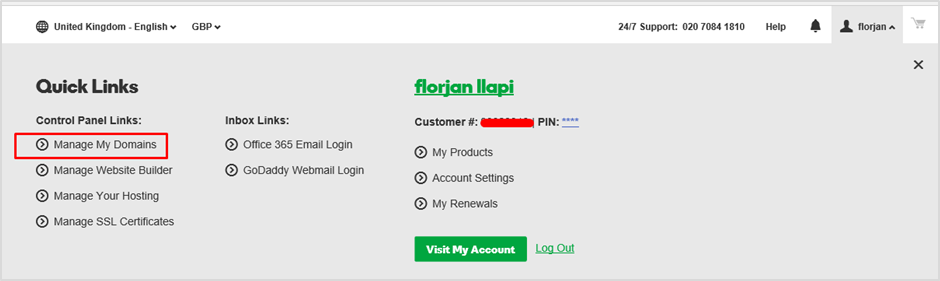 United Kingdom - English GBP 24/7 Support: 020 7084 1810 Help florjan
Quick Links
Control Panel Links:
Manage My Domains
Manage Website Builder
Manage Your Hosting
Manage SSL Certificates
Inbox Links:
Office 365 Email Login
GoDaddy Webmail Login
florjan llapi
Customer #: PIN: ****
My Products
Account Settings
My Renewals
Visit My Account Log Out